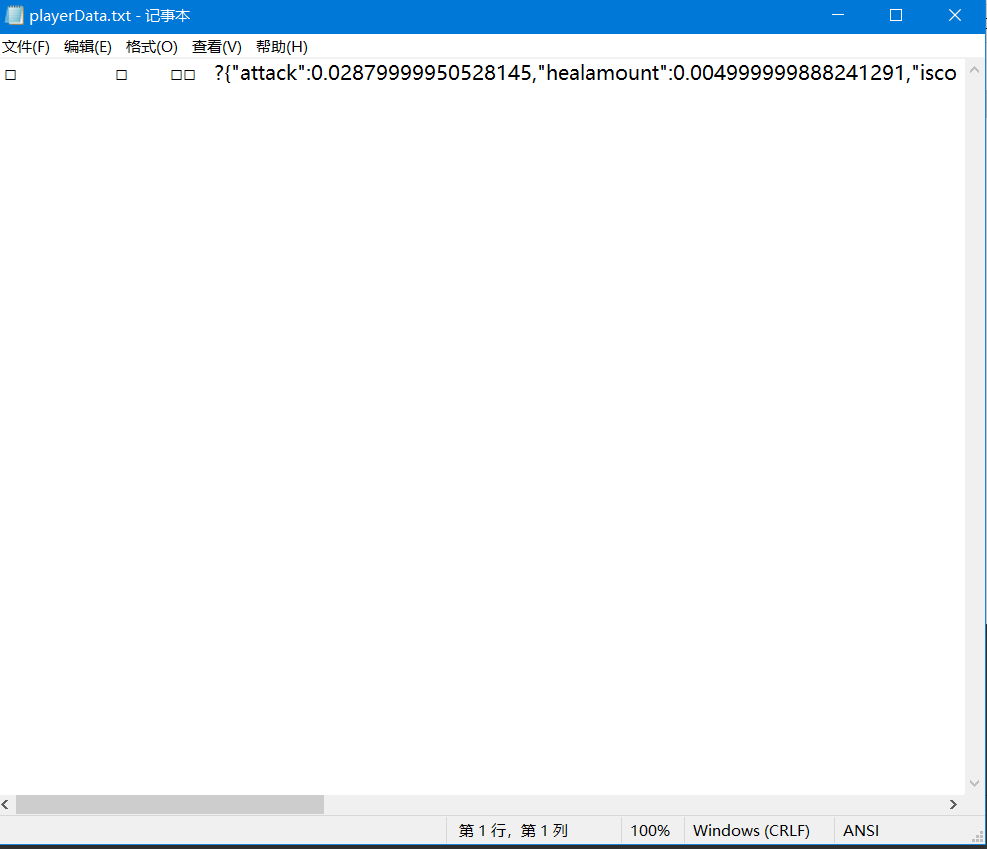 playerData.txt - 记事本
文件(F) 编辑(E) 格式(O) 查看(V) 帮助(H)
□ □ □□ ?{"attack":0.02879999950528145,"healamount":0.004999999888241291,"isco
第 1 行，第 1 列 100% Windows (CRLF) ANSI